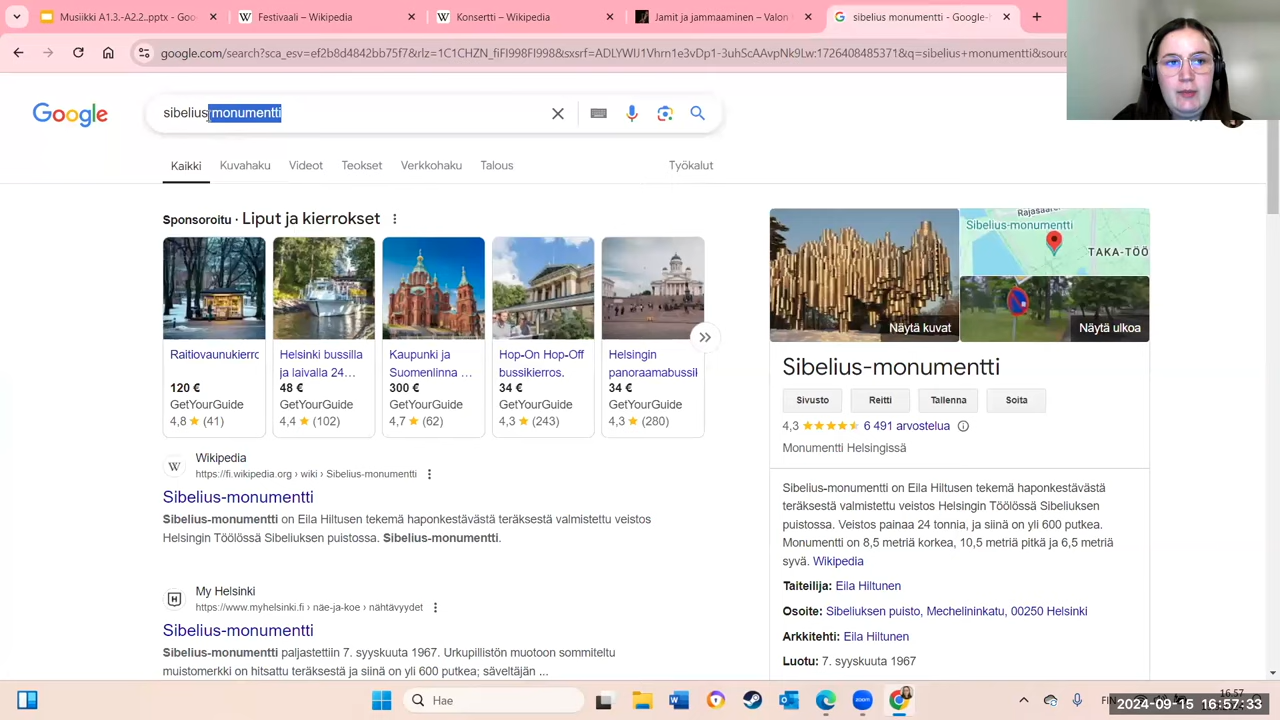 Musiikki A1.3.-A2.2.pptx - Goo
Festivaali – Wikipedia
Konsertti – Wikipedia
Jamit ja jammaaminen – Valon
sibelius monumentti - Google-
google.com/search?sca_esv=ef2b8d4842bb75f7&rlz=1C1CHZN_fiFI998FI998&sxsrf=ADLYWIJ1Vhrn1e3vDp1-3uhScAAvpNk9Lw:1726408485371&q=sibelius+monumentti&sourc
Google
sibelius monumentti
Kaikki
Kuvahaku
Videot
Teokset
Verkkohaku
Talous
Työkalut
Sponsoroitu · Liput ja kierrokset
Raitiovaunukierro
120 €
GetYourGuide
4,8 ★ (41)
Helsinki bussilla
ja laivalla 24…
48 €
GetYourGuide
4,4 ★ (102)
Kaupunki ja
Suomenlinna …
300 €
GetYourGuide
4,7 ★ (62)
Hop-On Hop-Off
bussikierros.
34 €
GetYourGuide
4,3 ★ (243)
Helsingin
panoraamabussil
34 €
GetYourGuide
4,3 ★ (280)
Wikipedia
https://fi.wikipedia.org › wiki › Sibelius-monumentti
Sibelius-monumentti
Sibelius-monumentti on Eila Hiltusen tekemä haponkestävästä teräksestä valmistettu veistos
Helsingin Töölössä Sibeliuksen puistossa. Sibelius-monumentti.
My Helsinki
https://www.myhelsinki.fi › näe-ja-koe › nähtävyydet
Sibelius-monumentti
Sibelius-monumentti paljastettiin 7. syyskuuta 1967. Urkupillistön muotoon sommiteltu
muistomerkki on hitsattu teräksestä ja siinä on yli 600 putkea; säveltäjän ...
Näytä kuvat
Rajasaare
Sibelius-monumentti
TAKA-TÖÖ
Näytä ulkoa
Sibelius-monumentti
Sivusto
Reitti
Tallenna
Soita
4,3 ★★★★★ 6 491 arvostelua
Monumentti Helsingissä
Sibelius-monumentti on Eila Hiltusen tekemä haponkestävästä
teräksestä valmistettu veistos Helsingin Töölössä Sibeliuksen
puistossa. Veistos painaa 24 tonnia, ja siinä on yli 600 putkea.
Monumentti on 8,5 metriä korkea, 10,5 metriä pitkä ja 6,5 metriä
syvä. Wikipedia
Taiteilija: Eila Hiltunen
Osoite: Sibeliuksen puisto, Mechelininkatu, 00250 Helsinki
Arkkitehti: Eila Hiltunen
Luotu: 7. syyskuuta 1967
Hae
zoom
FIN
16.57
2024-09-15 16:57:33